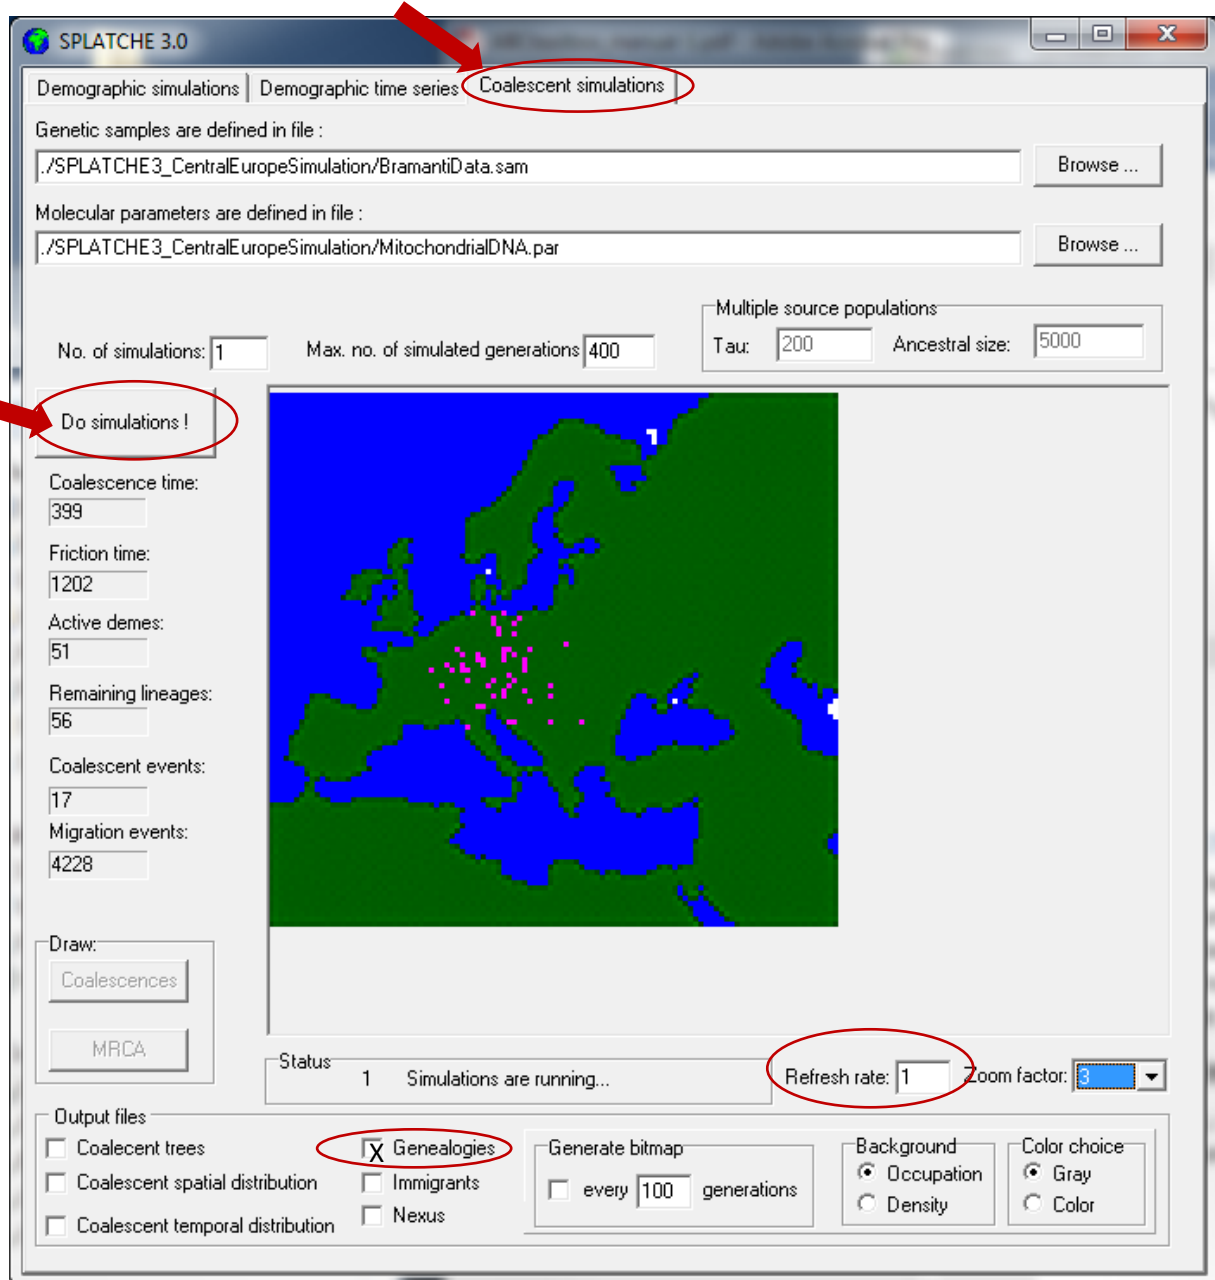 SPLATCHE 3.0
Demographic simulations Demographic time series Coalescent simulations
Genetic samples are defined in file :
./SPLATCHE3_CentralEuropeSimulation/BramantiData.sam Browse ...
Molecular parameters are defined in file :
./SPLATCHE3_CentralEuropeSimulation/MitochondrialDNA.par Browse ...
Multiple source populations
No. of simulations: 1 Max. no. of simulated generations 400 Tau: 200 Ancestral size: 5000
Do simulations !
Coalescence time:
399
Friction time:
1202
Active demes:
51
Remaining lineages:
56
Coalescent events:
17
Migration events:
4228
Draw:
Coalescences
MRCA
Status
1 Simulations are running...
Refresh rate: 1 Zoom factor: 3
Output files
Coalecent trees X Genealogies
Coalescent spatial distribution Immigrants
Coalescent temporal distribution Nexus
Generate bitmap
every 100 generations
Background
Occupation
Density
Color choice
Gray
Color